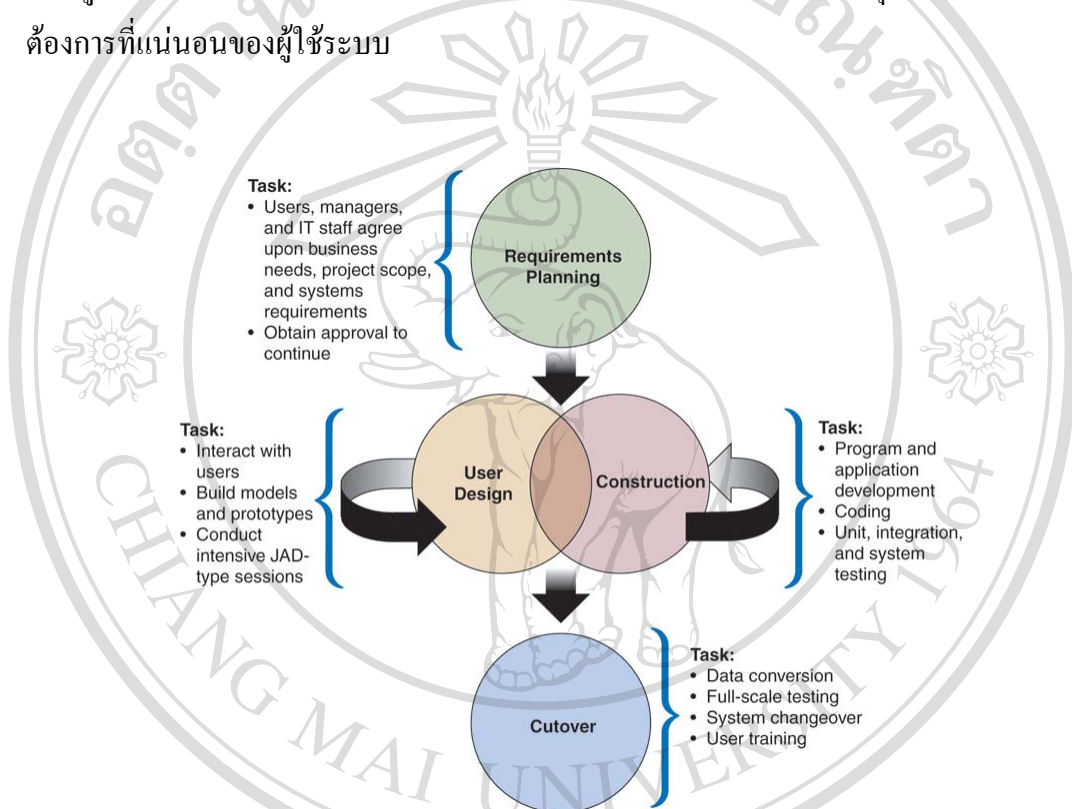 ต้องการที่แน่นอนของผู้ใช้ระบบ
Task:
• Users, managers,
and IT staff agree
upon business
needs, project scope,
and systems
requirements
• Obtain approval to
continue
Requirements
Planning
Task:
• Interact with
users
• Build models
and prototypes
• Conduct
intensive JAD-
type sessions
User
Design
Construction
Task:
• Program and
application
development
• Coding
• Unit, integration,
and system
testing
Cutover
Task:
• Data conversion
• Full-scale testing
• System changeover
• User training
CHIANG MAI UNIVERSITY 1964